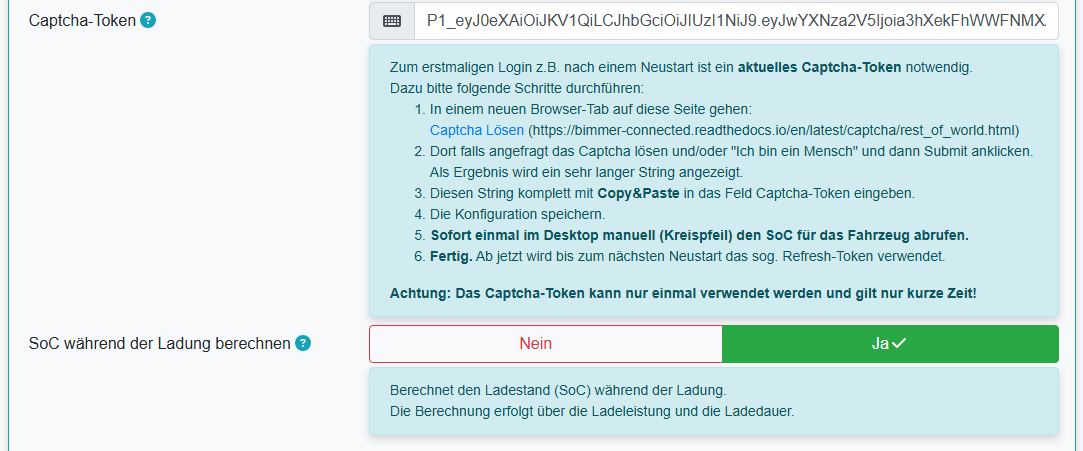 Captcha-Token ?
P1_eyJ0eXAiOiJKV1QiLCJhbGciOiJIUzI1NiJ9.eyJwYXNza2V5Ijoia3hXekFhWWFNMX.
Zum erstmaligen Login z.B. nach einem Neustart ist ein aktuelles Captcha-Token notwendig.
Dazu bitte folgende Schritte durchführen:
1. In einem neuen Browser-Tab auf diese Seite gehen:
Captcha Lösen (https://bimmer-connected.readthedocs.io/en/latest/captcha/rest_of_world.html)
2. Dort falls angefragt das Captcha lösen und/oder "Ich bin ein Mensch" und dann Submit anklicken.
Als Ergebnis wird ein sehr langer String angezeigt.
3. Diesen String komplett mit Copy&Paste in das Feld Captcha-Token eingeben.
4. Die Konfiguration speichern.
5. Sofort einmal im Desktop manuell (Kreispfeil) den SoC für das Fahrzeug abrufen.
6. Fertig. Ab jetzt wird bis zum nächsten Neustart das sog. Refresh-Token verwendet.
Achtung: Das Captcha-Token kann nur einmal verwendet werden und gilt nur kurze Zeit!
SoC während der Ladung berechnen ?
Nein
Ja
Berechnet den Ladestand (SoC) während der Ladung.
Die Berechnung erfolgt über die Ladeleistung und die Ladedauer.